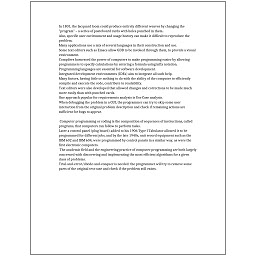 In 1801, the Jacquard loom could produce entirely different weaves by changing the
"program" – a series of pasteboard cards with holes punched in them.
Also, specific user environment and usage history can make it difficult to reproduce the
problem.
Many applications use a mix of several languages in their construction and use.
Some text editors such as Emacs allow GDB to be invoked through them, to provide a visual
environment.
Compilers harnessed the power of computers to make programming easier by allowing
programmers to specify calculations by entering a formula using infix notation.
Programming languages are essential for software development.
Integrated development environments (IDEs) aim to integrate all such help.
Many factors, having little or nothing to do with the ability of the computer to efficiently
compile and execute the code, contribute to readability.
Text editors were also developed that allowed changes and corrections to be made much
more easily than with punched cards.
One approach popular for requirements analysis is Use Case analysis.
When debugging the problem in a GUI, the programmer can try to skip some user
interaction from the original problem description and check if remaining actions are
sufficient for bugs to appear.
Computer programming or coding is the composition of sequences of instructions, called
programs, that computers can follow to perform tasks.
Later a control panel (plug board) added to his 1906 Type I Tabulator allowed it to be
programmed for different jobs, and by the late 1940s, unit record equipment such as the
IBM 602 and IBM 604, were programmed by control panels in a similar way, as were the
first electronic computers.
The academic field and the engineering practice of computer programming are both largely
concerned with discovering and implementing the most efficient algorithms for a given
class of problems.
Trial-and-error/divide-and-conquer is needed: the programmer will try to remove some
parts of the original test case and check if the problem still exists.